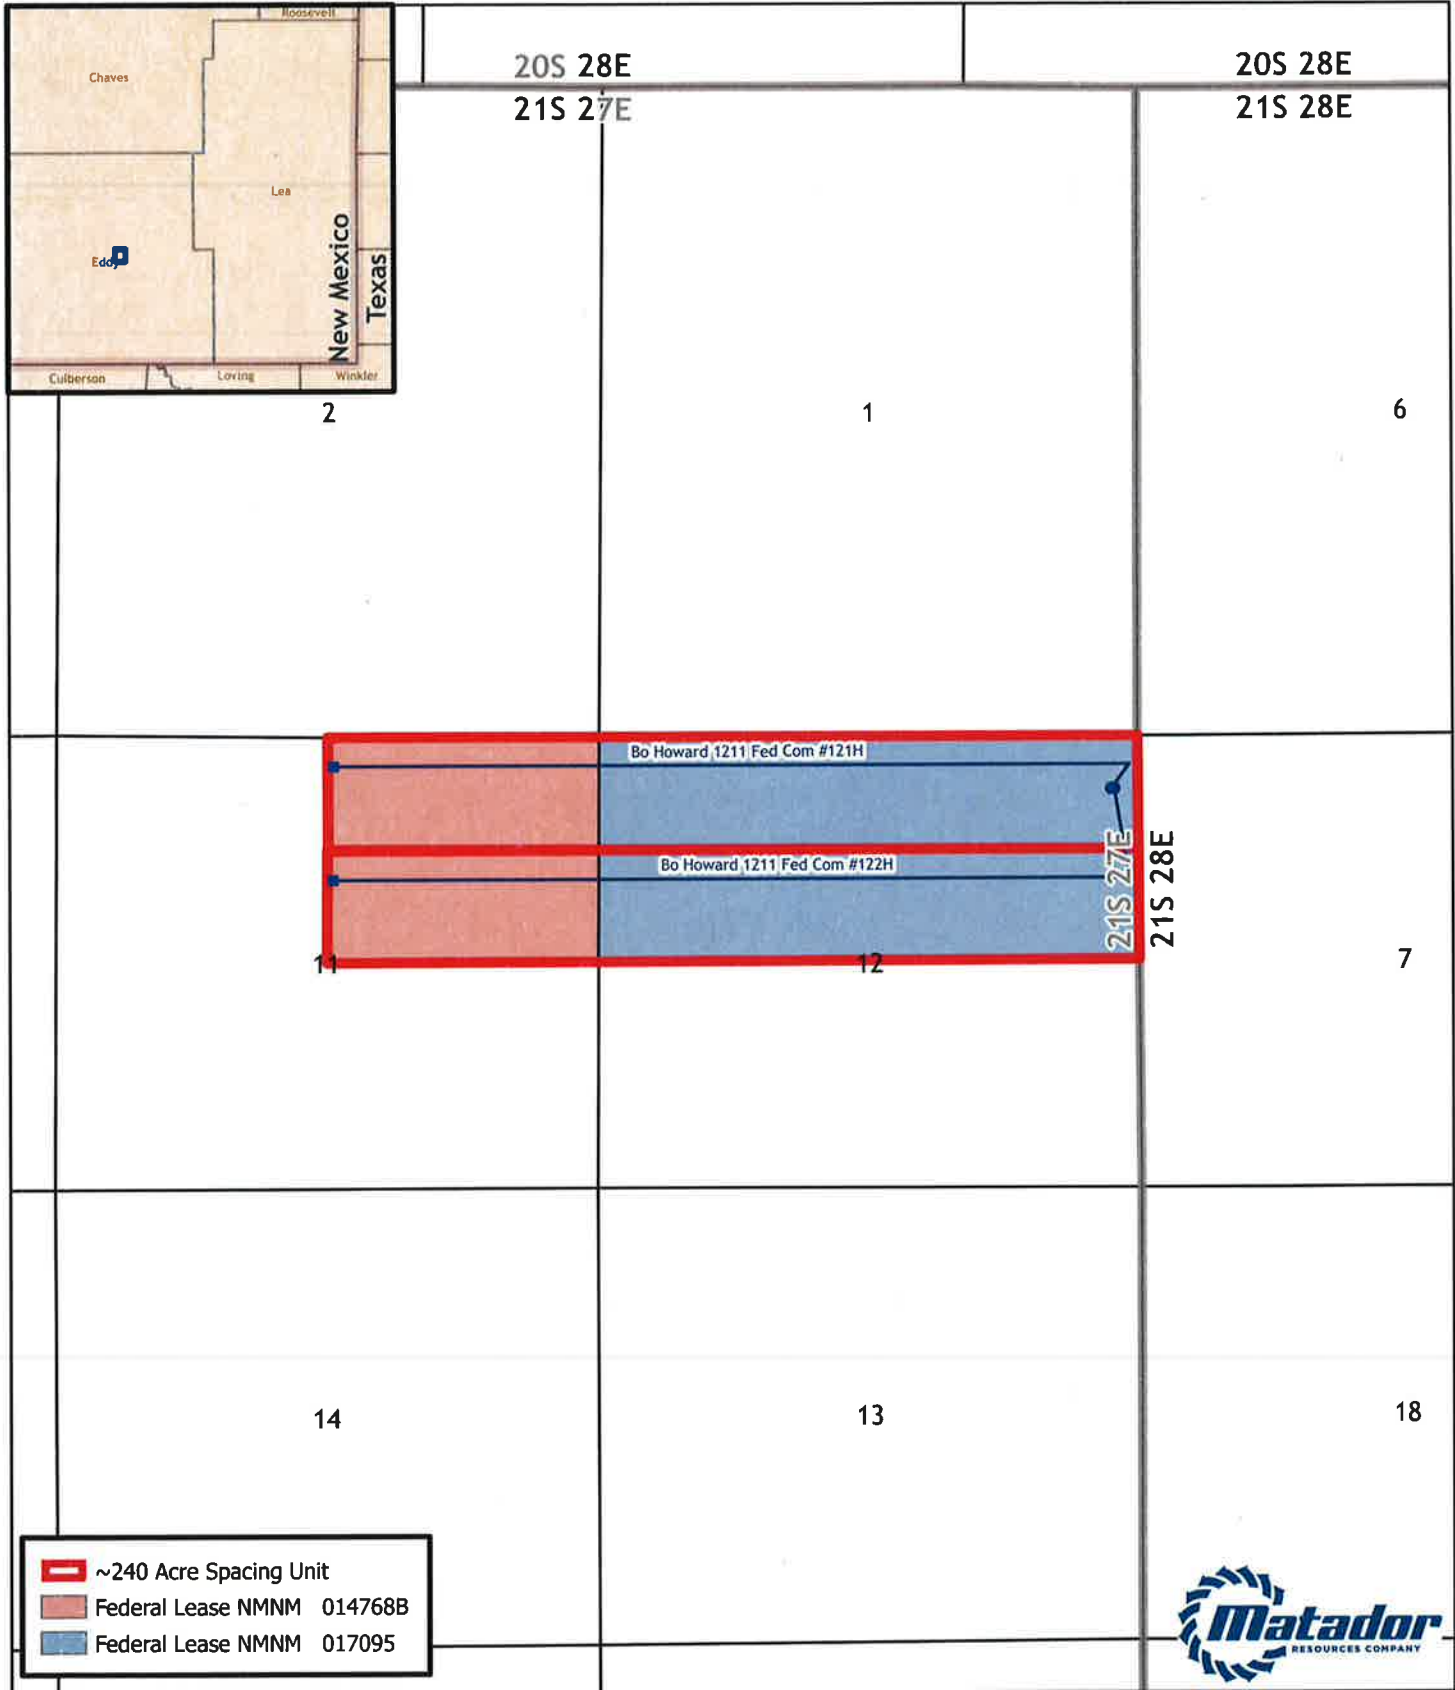 Roosevelt
Chaves
Lea
Eddy
New Mexico
Texas
Culberson
Loving
Winkler
20S 28E
21S 27E
20S 28E
21S 28E
2
1
6
Bo Howard 1211 Fed Com #121H
Bo Howard 1211 Fed Com #122H
21S 27E
21S 28E
11
12
7
14
13
18
~240 Acre Spacing Unit
Federal Lease NMNM 014768B
Federal Lease NMNM 017095
Matador
RESOURCES COMPANY